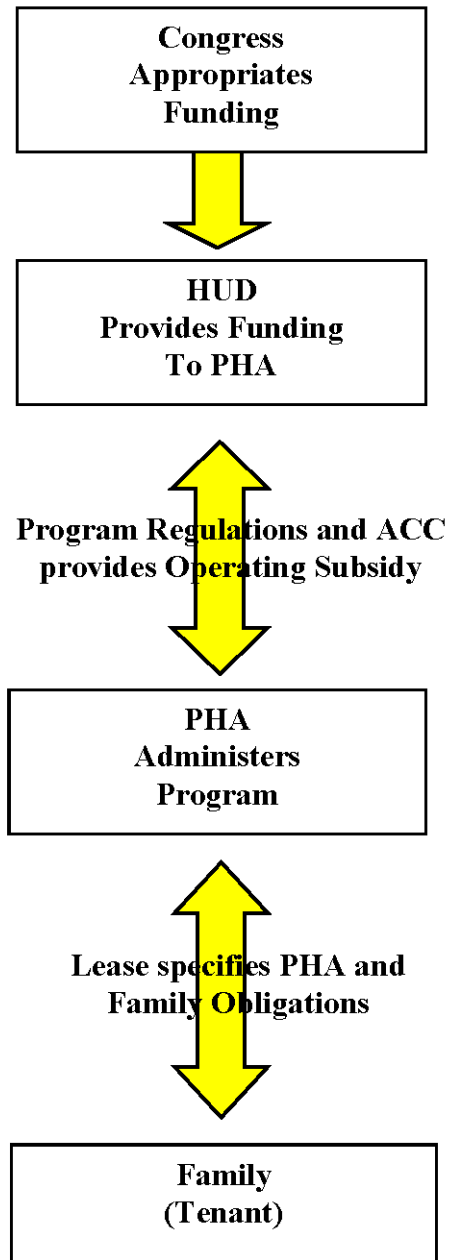 Congress
Appropriates
Funding
HUD
Provides Funding
To PHA
Program Regulations and ACC
provides Operating Subsidy
PHA
Administers
Program
Lease specifies PHA and
Family Obligations
Family
(Tenant)